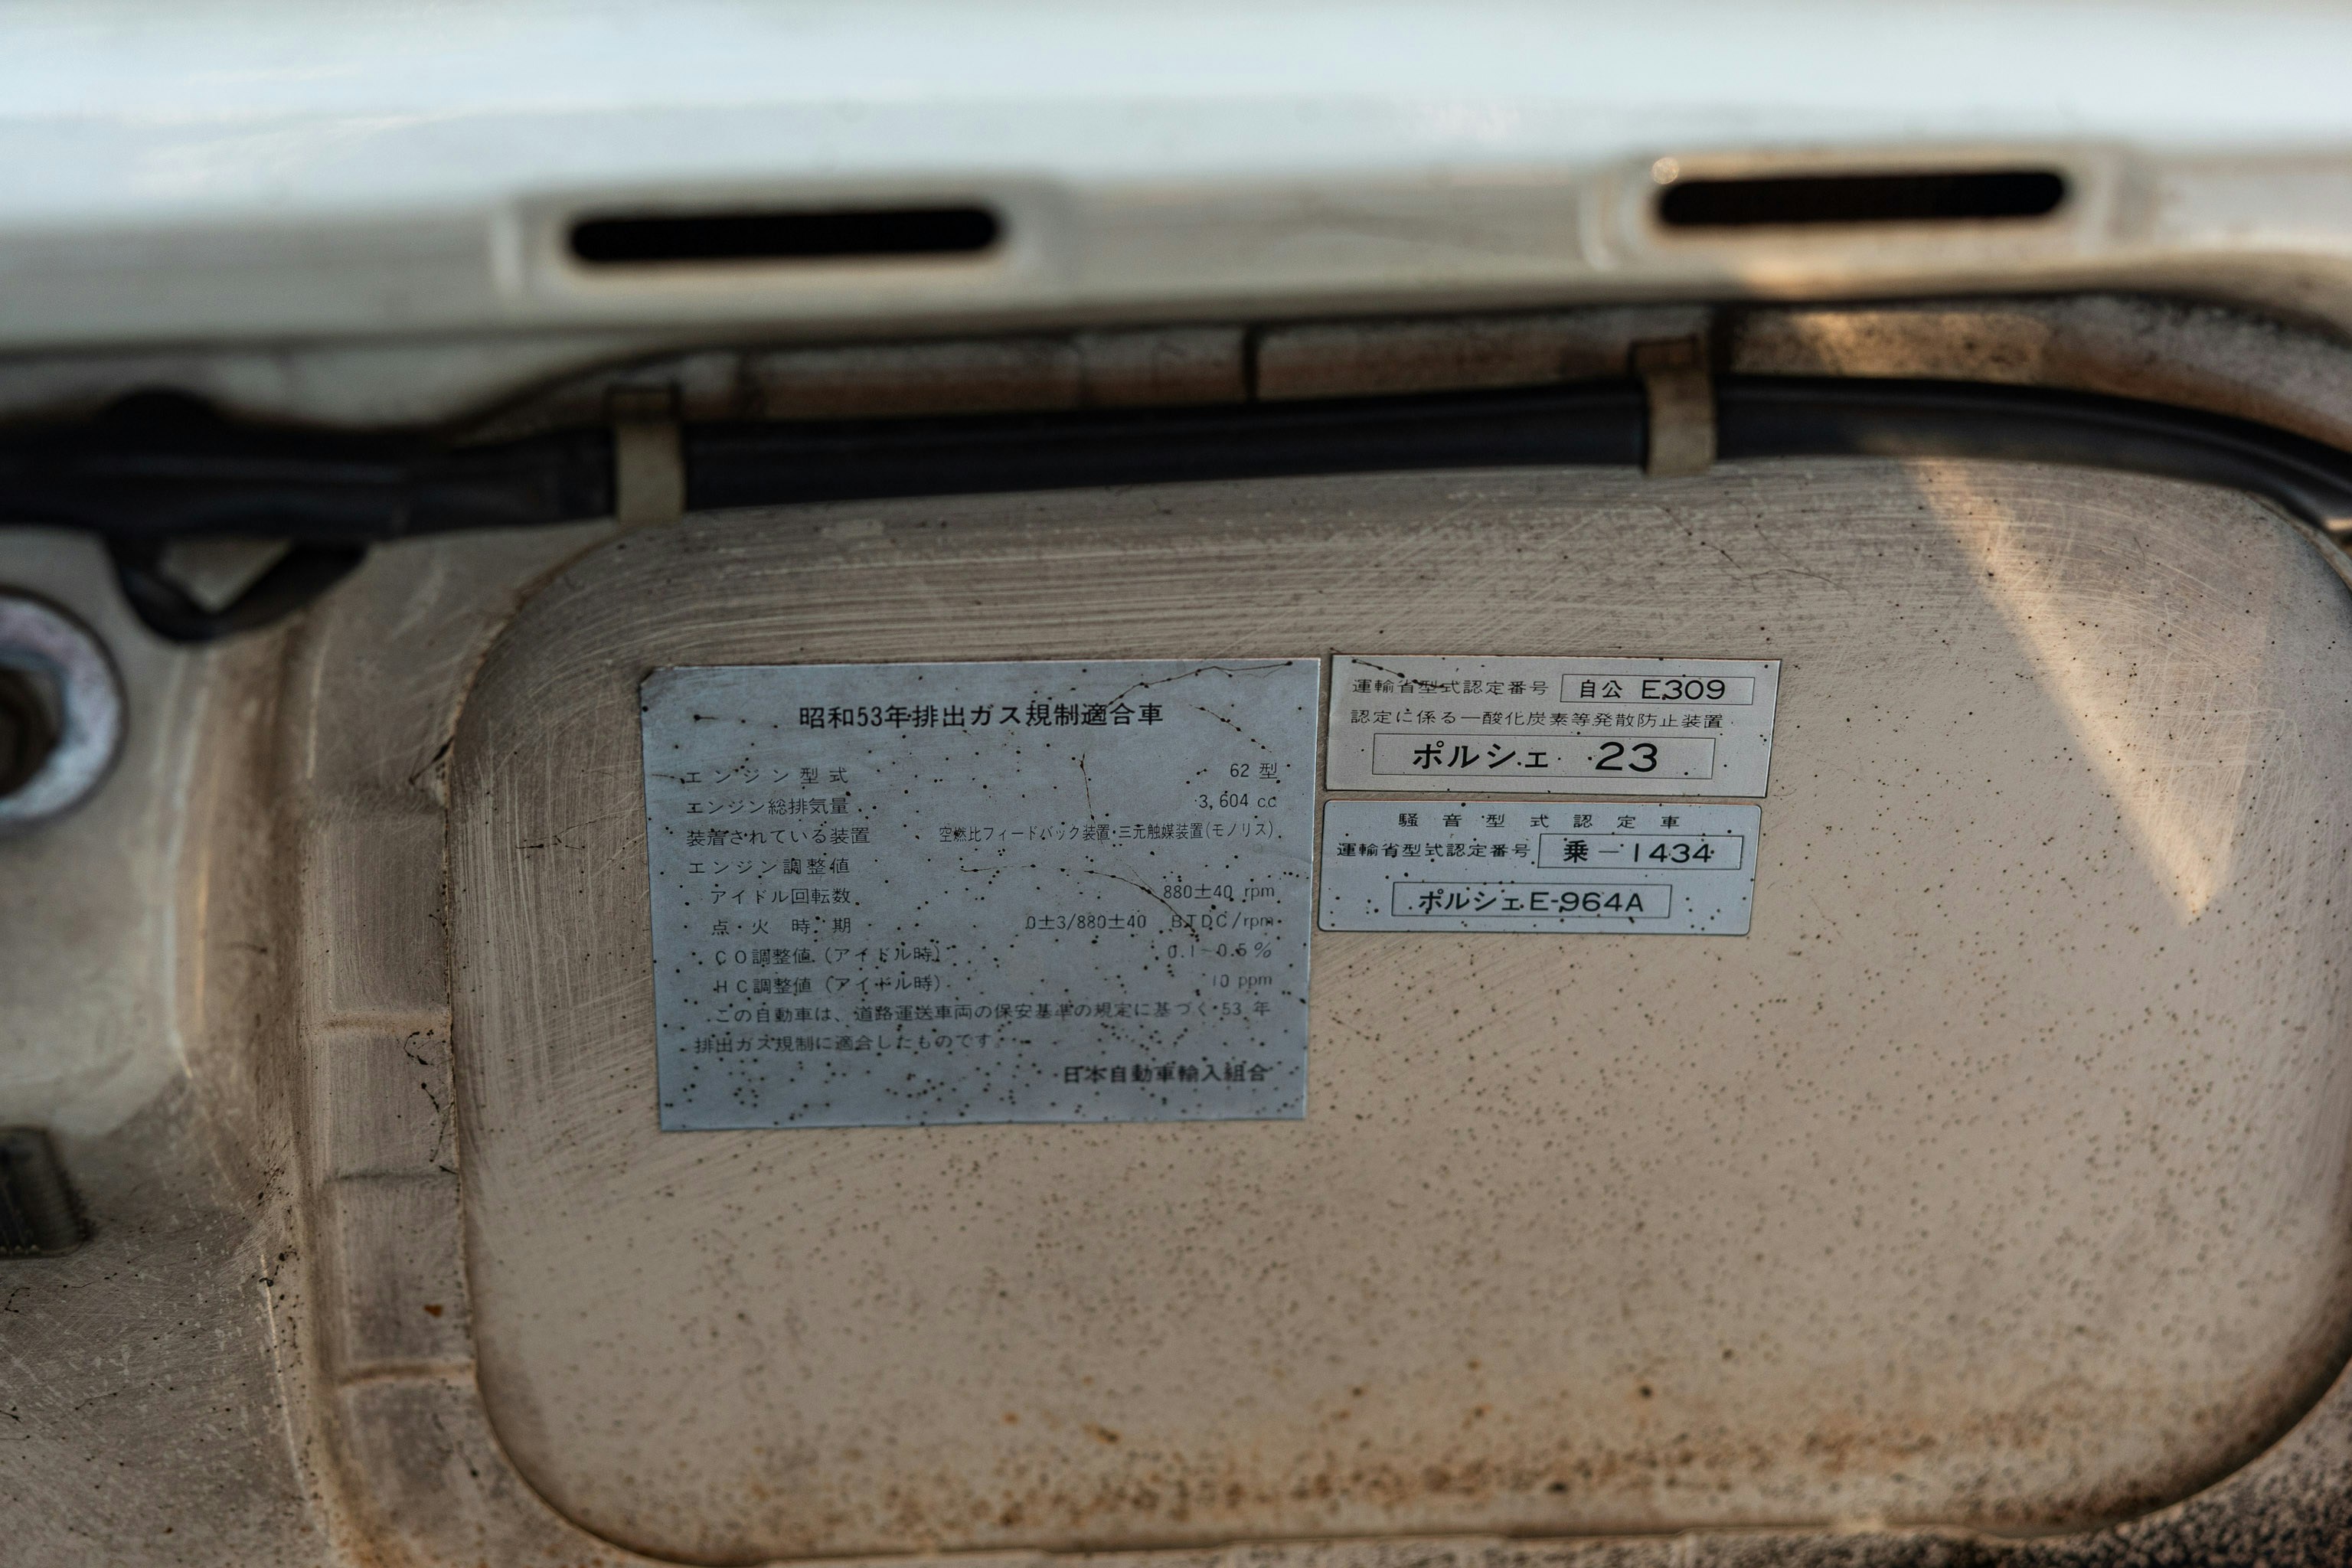 昭和53年排出ガス規制適合車
エンジン型式 62 型
エンジン総排気量 3,604 cc
装着されている装置 空燃比フィードバック装置・三元触媒装置(モノリス)
エンジン調整値
アイドル回転数 880±40 rpm
点火時期 0±3/880±40 BTDC/rpm
CO調整値(アイドル時) 0.1－0.6%
HC調整値(アイドル時) 10 ppm
この自動車は、道路運送車両の保安基準の規定に基づく53年
排出ガス規制に適合したものです
日本自動車輸入組合
運輸省型式認定番号 自公 E309
認定に係る一酸化炭素等発散防止装置
ポルシェ 23
騒音型式認定車
運輸省型式認定番号 乗－1434
ポルシェE-964A